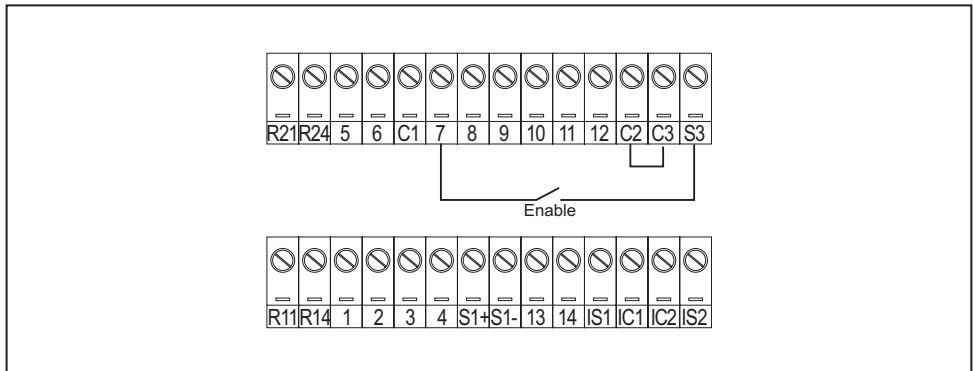 R21 R24 5 6 C1 7 8 9 10 11 12 C2 C3 S3
Enable
R11 R14 1 2 3 4 S1+ S1- 13 14 IS1 IC1 IC2 IS2